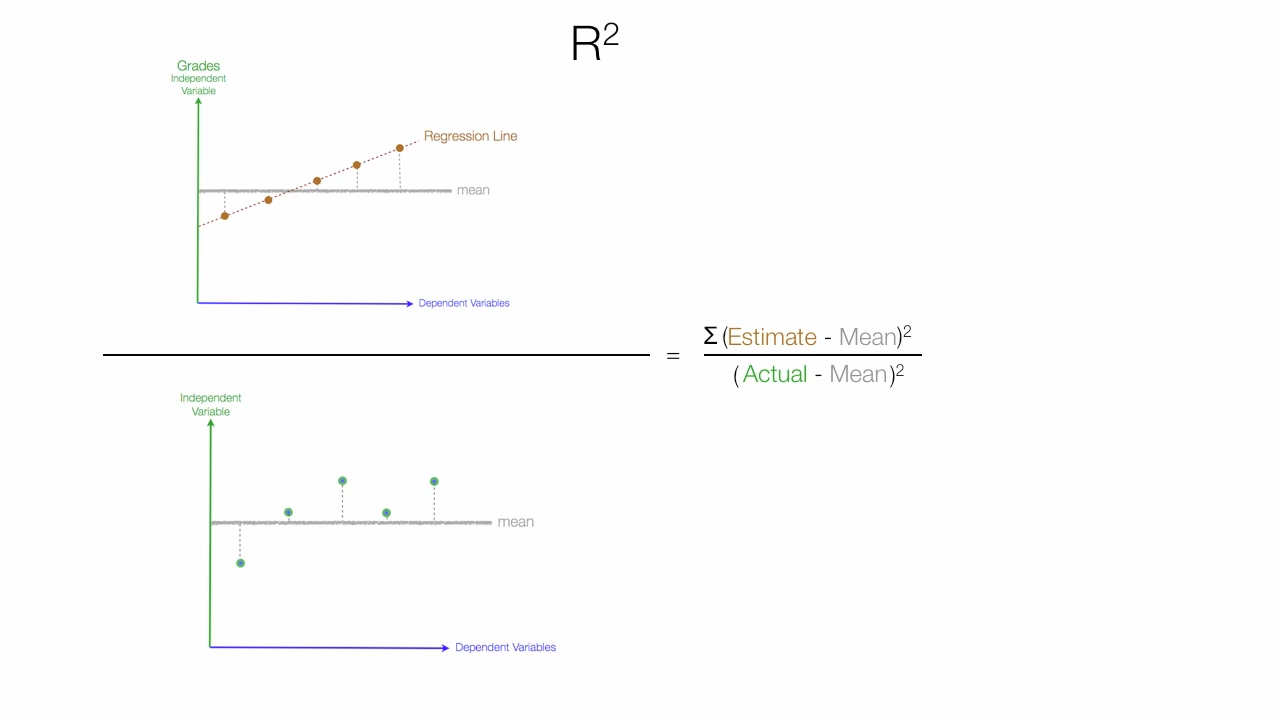 R²
Grades
Independent
Variable
Regression Line
mean
Dependent Variables
= Σ (Estimate - Mean)²
(Actual - Mean)²
Independent
Variable
mean
Dependent Variables